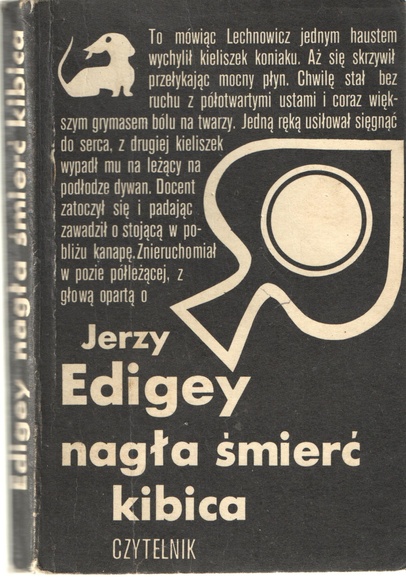 To mówiąc Lechnowicz jednym haustem
wychylił kieliszek koniaku. Aż się skrzywił
przełykając mocny płyn. Chwilę stał bez
ruchu z półotwartymi ustami i coraz więk-
szym grymasem bólu na twarzy. Jedną ręką usiłował sięgnąć
do serca, z drugiej kieliszek
wypadł mu na leżący na
podłodze dywan. Docent
zatoczył się i padając
zawadził o stojącą w po-
bliżu kanapę. Znieruchomiał
w pozie półleżącej, z
głową opartą o
Jerzy
Edigey
nagła śmierć
kibica
CZYTELNIK
Edigey nagła śmierć kibica